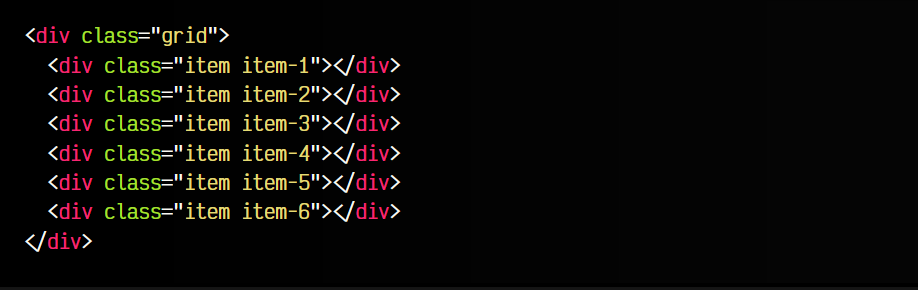 <div class="grid">
  <div class="item item-1"></div>
  <div class="item item-2"></div>
  <div class="item item-3"></div>
  <div class="item item-4"></div>
  <div class="item item-5"></div>
  <div class="item item-6"></div>
</div>